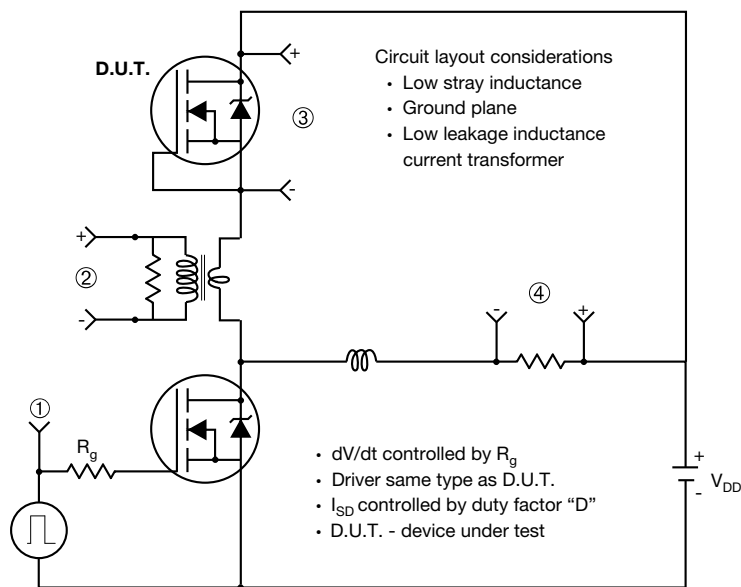 D.U.T.
+
Circuit layout considerations
• Low stray inductance
• Ground plane
• Low leakage inductance
current transformer
③
-
+
②
-
④
-
+
①
R_g
• dV/dt controlled by R_g
• Driver same type as D.U.T.
• I_SD controlled by duty factor “D”
• D.U.T. - device under test
+
V_DD
-